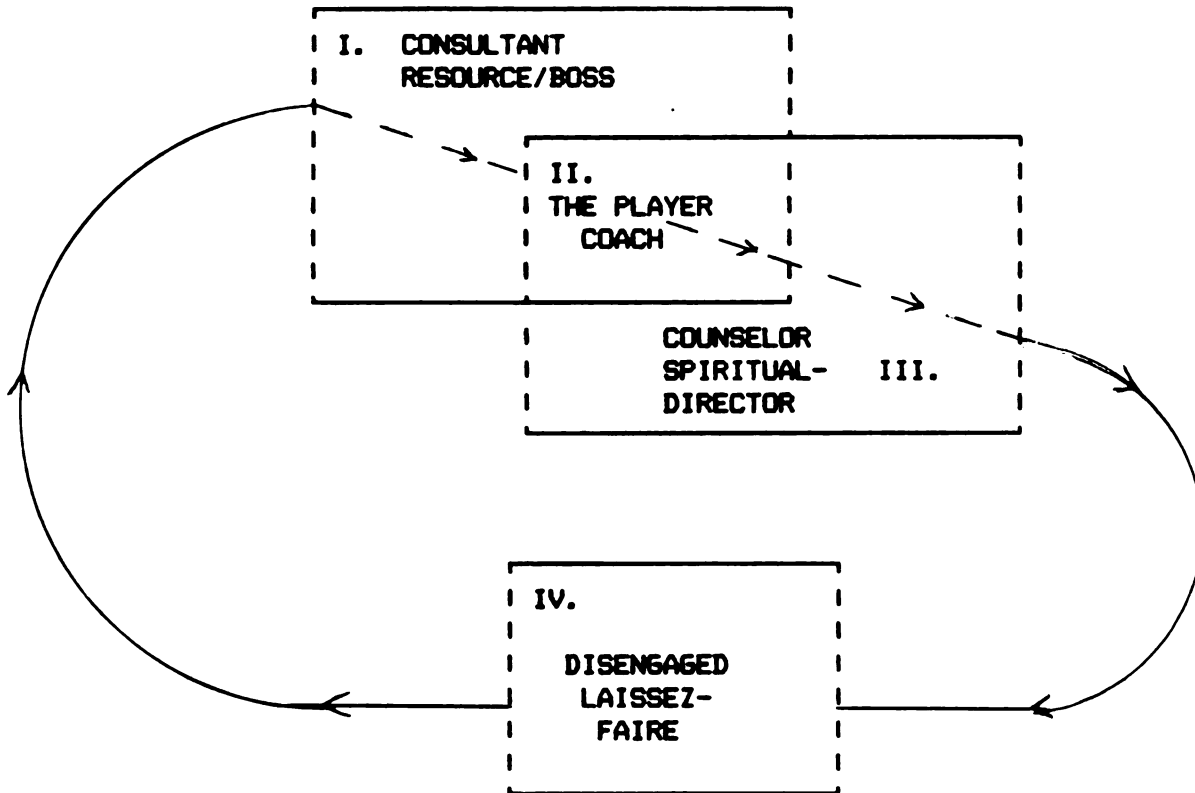 I. CONSULTANT
RESOURCE/BOSS
II.
THE PLAYER
COACH
COUNSELOR
SPIRITUAL- III.
DIRECTOR
IV.
DISENGAGED
LAISSEZ-
FAIRE